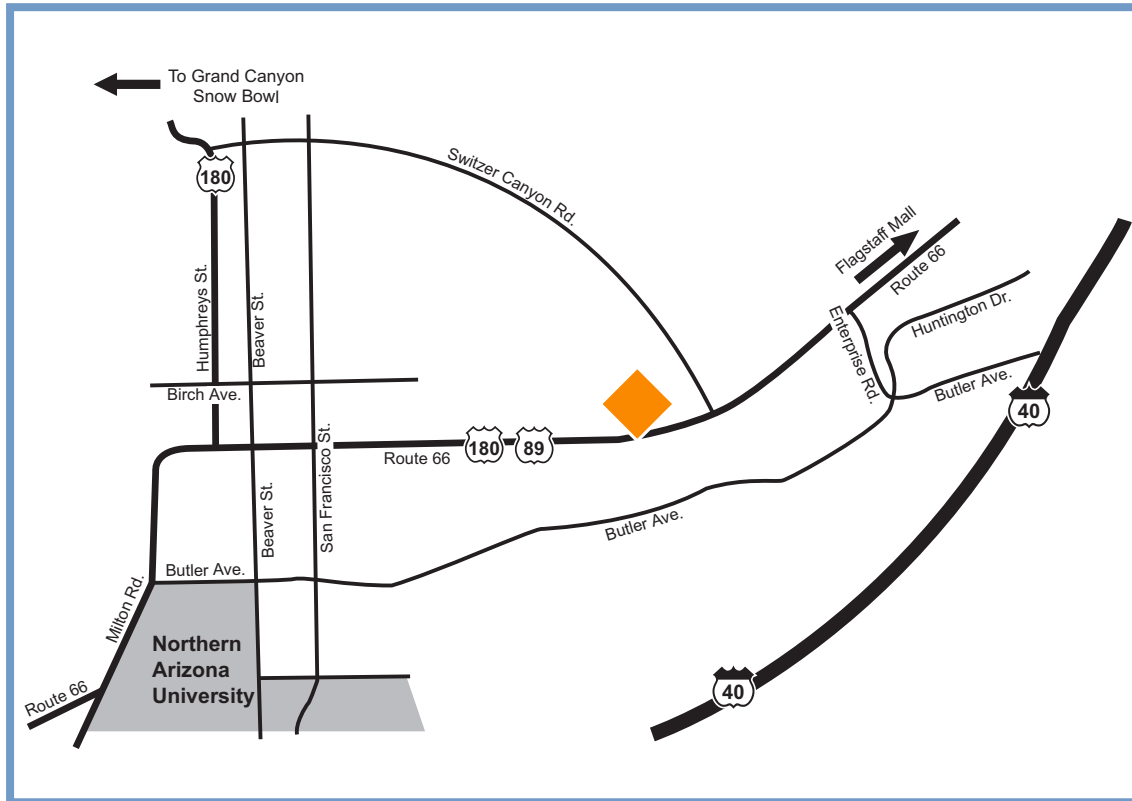 To Grand Canyon
Snow Bowl
180
Switzer Canyon Rd.
Humphreys St.
Beaver St.
Flagstaff Mall
Route 66
Huntington Dr.
Enterprise Rd.
Butler Ave.
40
Birch Ave.
Route 66
180
89
San Francisco St.
Beaver St.
Butler Ave.
Butler Ave.
Milton Rd.
Northern
Arizona
University
Route 66
40